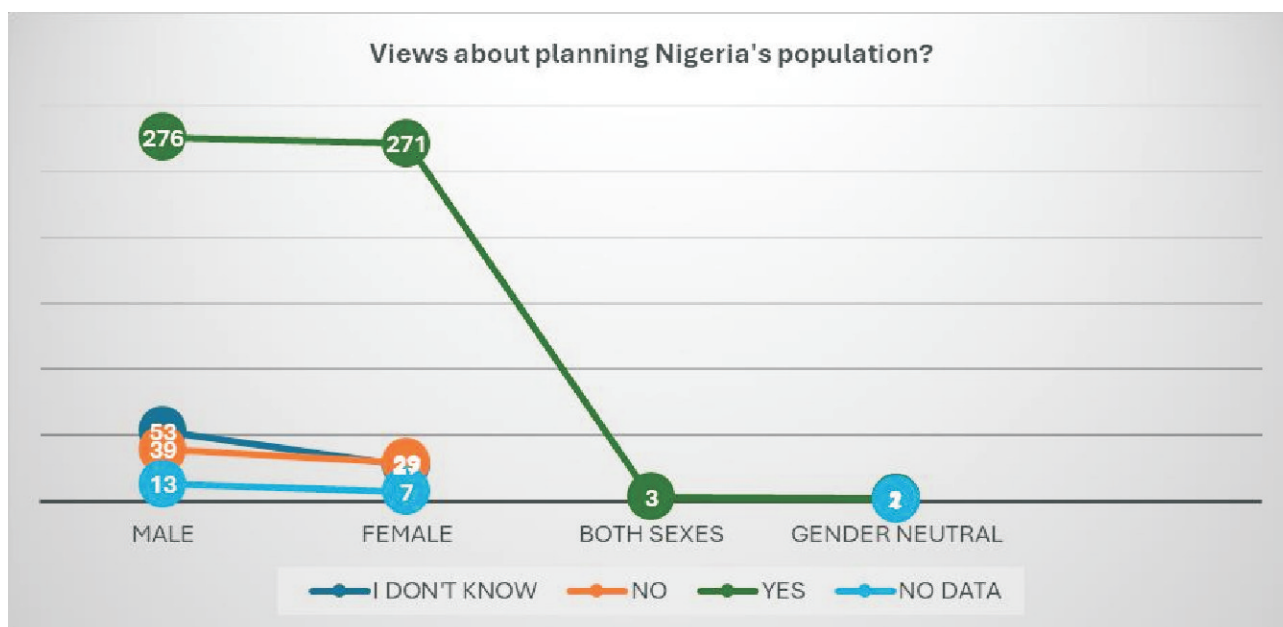 Views about planning Nigeria's population?
276
271
53
39
29
13
7
3
MALE
FEMALE
BOTH SEXES
GENDER NEUTRAL
I DON'T KNOW
NO
YES
NO DATA